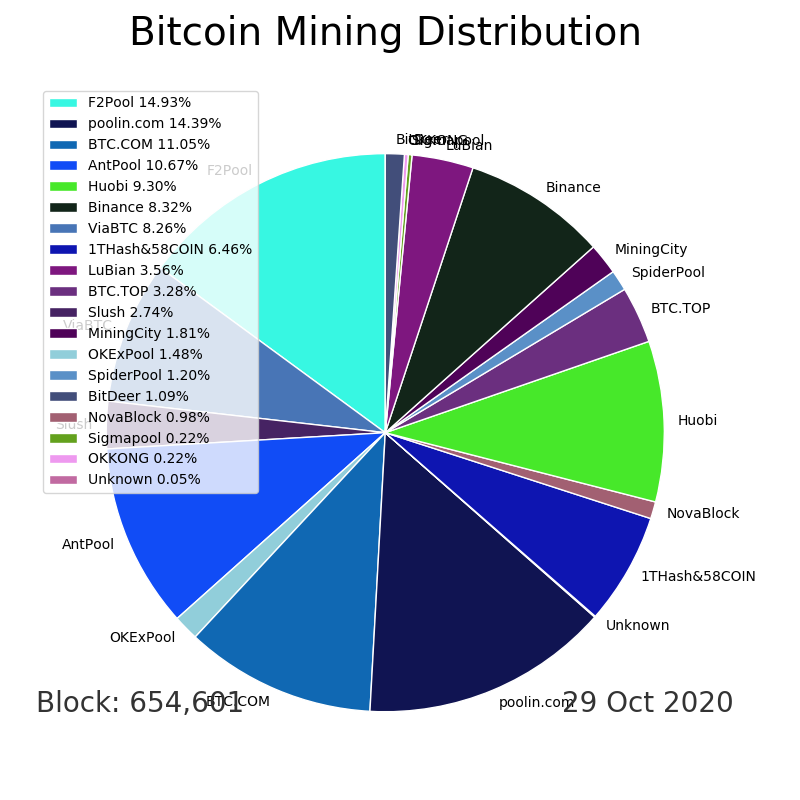 Bitcoin Mining Distribution
F2Pool 14.93%
poolin.com 14.39%
BTC.COM 11.05%
AntPool 10.67%
Huobi 9.30%
Binance 8.32%
ViaBTC 8.26%
1THash&58COIN 6.46%
LuBian 3.56%
BTC.TOP 3.28%
Slush 2.74%
MiningCity 1.81%
OKExPool 1.48%
SpiderPool 1.20%
BitDeer 1.09%
NovaBlock 0.98%
Sigmapool 0.22%
OKKONG 0.22%
Unknown 0.05%
BitDeer
OKKONG
Sigmapool
LuBian
Binance
MiningCity
SpiderPool
BTC.TOP
Huobi
NovaBlock
1THash&58COIN
Unknown
poolin.com
BTC.COM
OKExPool
AntPool
Slush
ViaBTC
F2Pool
Block: 654,601
29 Oct 2020